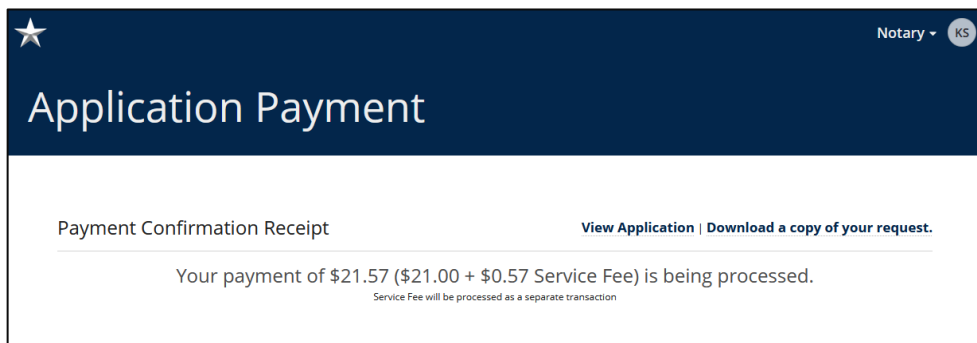 Notary
KS
Application Payment
Payment Confirmation Receipt
View Application | Download a copy of your request.
Your payment of $21.57 ($21.00 + $0.57 Service Fee) is being processed.
Service Fee will be processed as a separate transaction